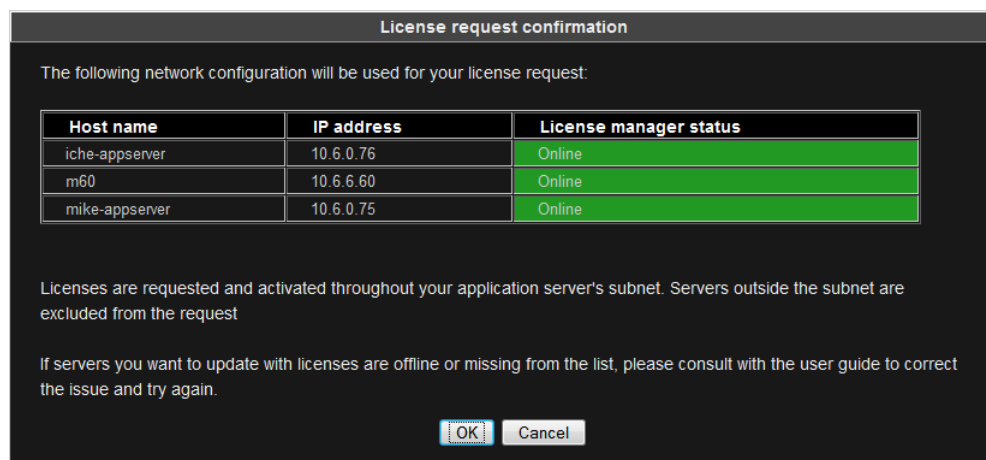 License request confirmation
The following network configuration will be used for your license request:
Host name IP address License manager status
iche-appserver 10.6.0.76 Online
m60 10.6.6.60 Online
mike-appserver 10.6.0.75 Online
Licenses are requested and activated throughout your application server's subnet. Servers outside the subnet are
excluded from the request
If servers you want to update with licenses are offline or missing from the list, please consult with the user guide to correct
the issue and try again.
OK Cancel